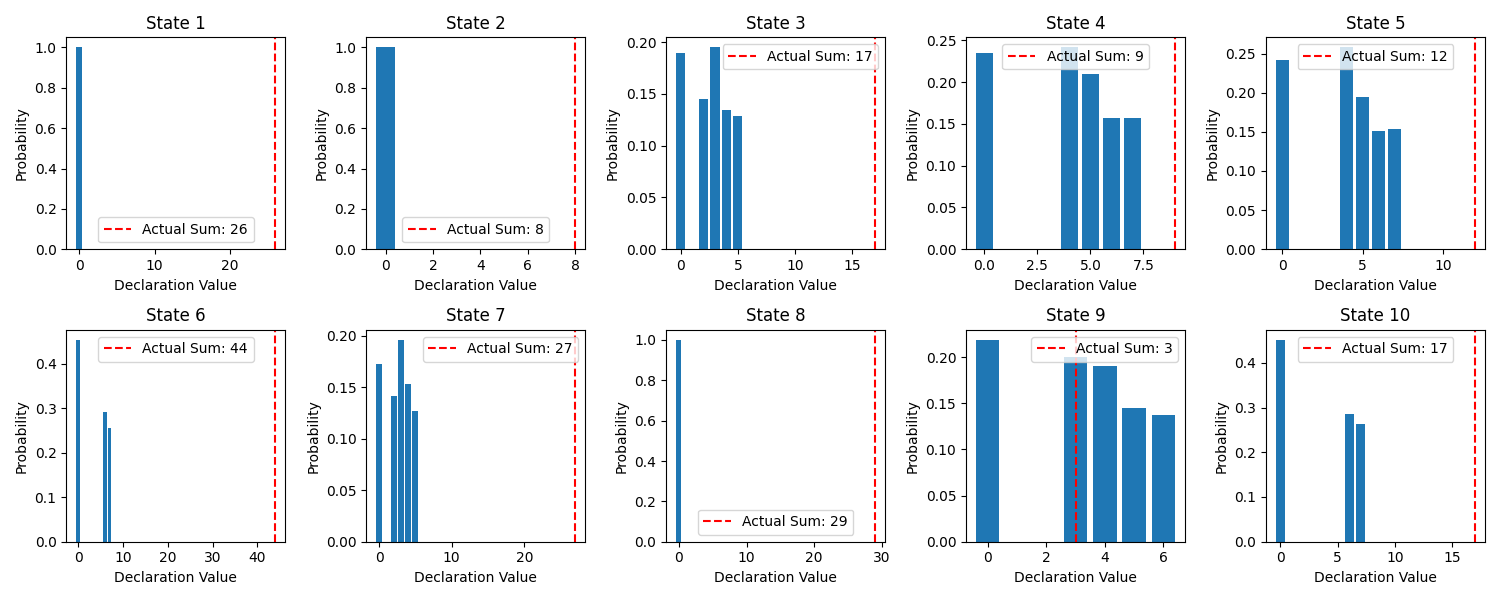 State 1
1.0
0.8
0.6
0.4
0.2
0.0
Probability
Actual Sum: 26
0 10 20
Declaration Value
State 2
1.0
0.8
0.6
0.4
0.2
0.0
Probability
Actual Sum: 8
0 2 4 6 8
Declaration Value
State 3
0.20
0.15
0.10
0.05
0.00
Probability
Actual Sum: 17
0 5 10 15
Declaration Value
State 4
0.25
0.20
0.15
0.10
0.05
0.00
Probability
Actual Sum: 9
0.0 2.5 5.0 7.5
Declaration Value
State 5
0.25
0.20
0.15
0.10
0.05
0.00
Probability
Actual Sum: 12
0 5 10
Declaration Value
State 6
0.4
0.3
0.2
0.1
0.0
Probability
Actual Sum: 44
0 10 20 30 40
Declaration Value
State 7
0.20
0.15
0.10
0.05
0.00
Probability
Actual Sum: 27
0 10 20
Declaration Value
State 8
1.0
0.8
0.6
0.4
0.2
0.0
Probability
Actual Sum: 29
0 10 20 30
Declaration Value
State 9
0.20
0.15
0.10
0.05
0.00
Probability
Actual Sum: 3
0 2 4 6
Declaration Value
State 10
0.4
0.3
0.2
0.1
0.0
Probability
Actual Sum: 17
0 5 10 15
Declaration Value